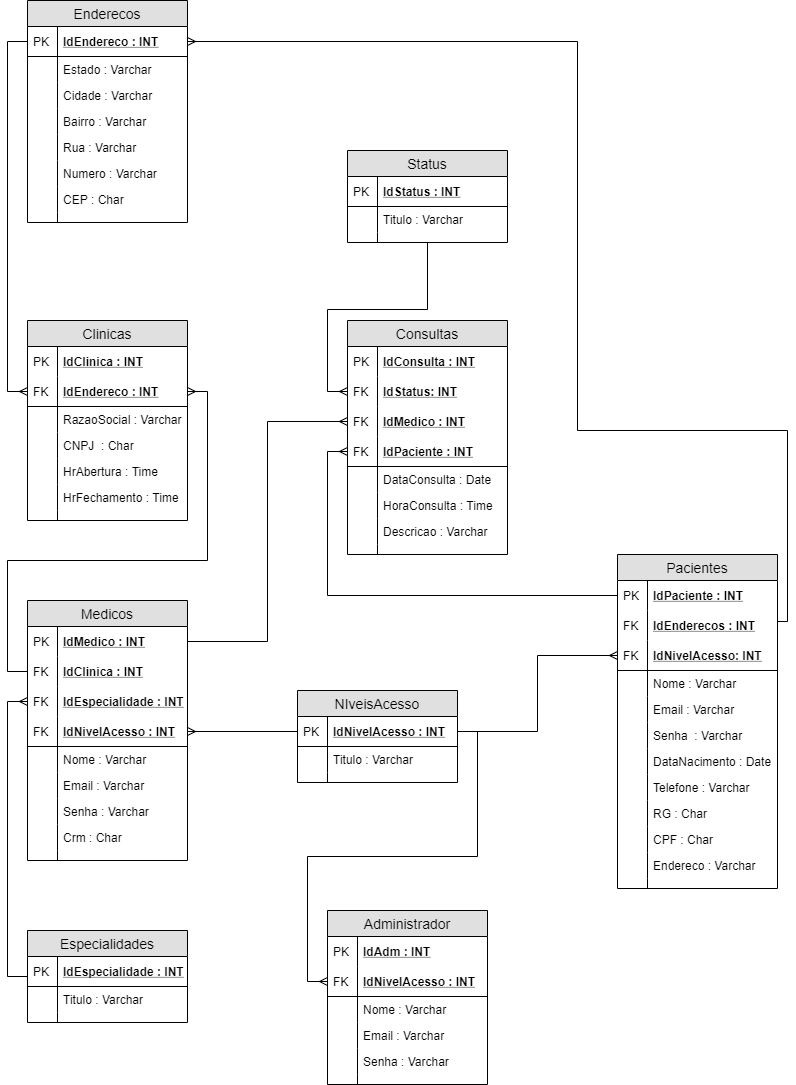 Enderecos
PK IdEndereco : INT
Estado : Varchar
Cidade : Varchar
Bairro : Varchar
Rua : Varchar
Numero : Varchar
CEP : Char
Status
PK IdStatus : INT
Titulo : Varchar
Clinicas
PK IdClinica : INT
FK IdEndereco : INT
RazaoSocial : Varchar
CNPJ  : Char
HrAbertura : Time
HrFechamento : Time
Consultas
PK IdConsulta : INT
FK IdStatus: INT
FK IdMedico : INT
FK IdPaciente : INT
DataConsulta : Date
HoraConsulta : Time
Descricao : Varchar
Pacientes
PK IdPaciente : INT
FK IdEnderecos : INT
FK IdNivelAcesso: INT
Nome : Varchar
Email : Varchar
Senha  : Varchar
DataNacimento : Date
Telefone : Varchar
RG : Char
CPF : Char
Endereco : Varchar
Medicos
PK IdMedico : INT
FK IdClinica : INT
FK IdEspecialidade : INT
FK IdNivelAcesso : INT
Nome : Varchar
Email : Varchar
Senha : Varchar
Crm : Char
NIveisAcesso
PK IdNivelAcesso : INT
Titulo : Varchar
Especialidades
PK IdEspecialidade : INT
Titulo : Varchar
Administrador
PK IdAdm : INT
FK IdNivelAcesso : INT
Nome : Varchar
Email : Varchar
Senha : Varchar